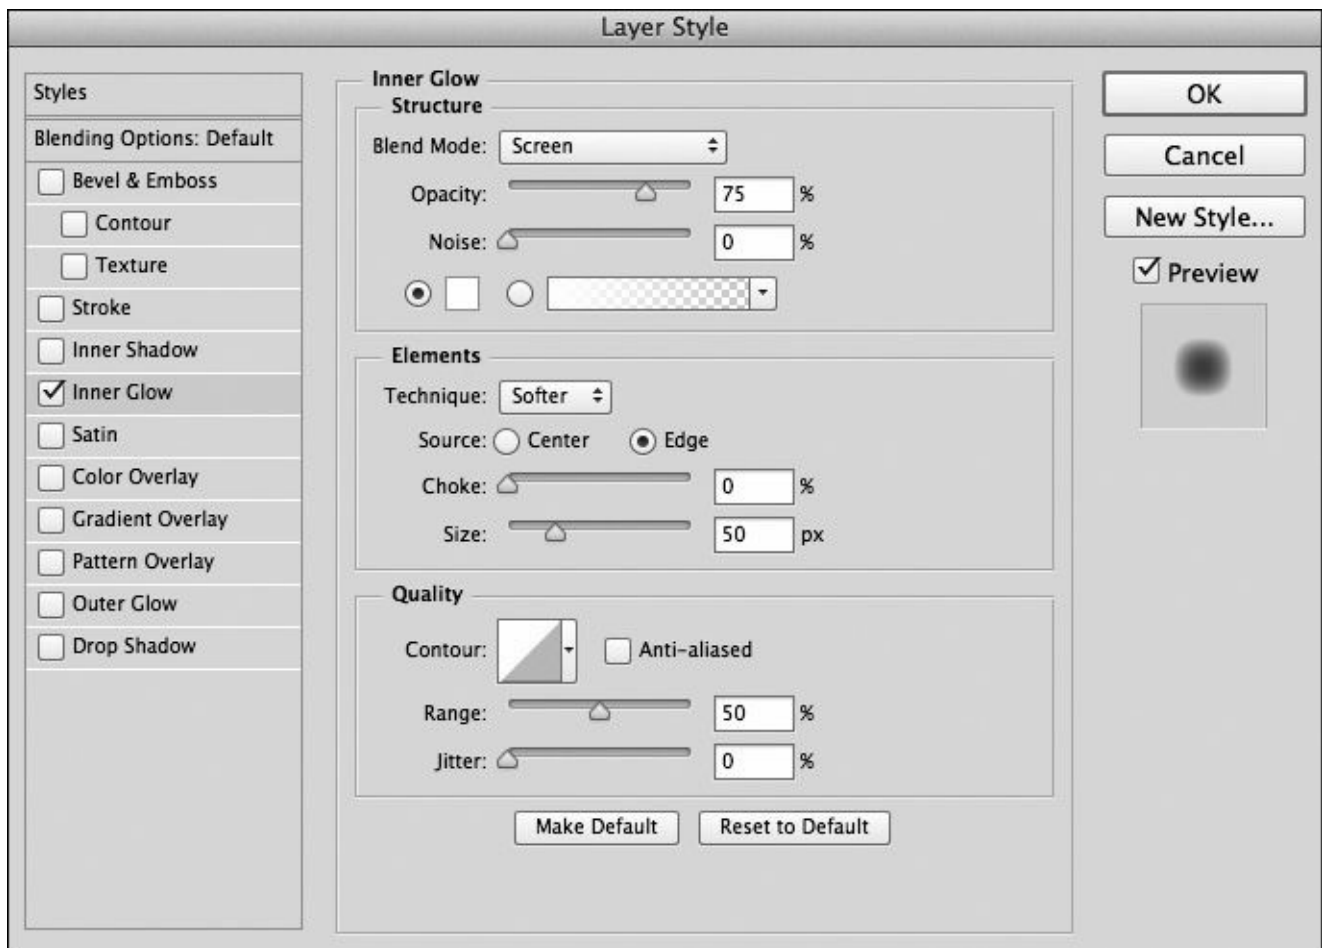 Layer Style
Styles
Blending Options: Default
Bevel & Emboss
Contour
Texture
Stroke
Inner Shadow
Inner Glow
Satin
Color Overlay
Gradient Overlay
Pattern Overlay
Outer Glow
Drop Shadow
Inner Glow
Structure
Blend Mode: Screen
Opacity: 75 %
Noise: 0 %
Elements
Technique: Softer
Source: Center Edge
Choke: 0 %
Size: 50 px
Quality
Contour: Anti-aliased
Range: 50 %
Jitter: 0 %
Make Default Reset to Default
OK
Cancel
New Style...
Preview